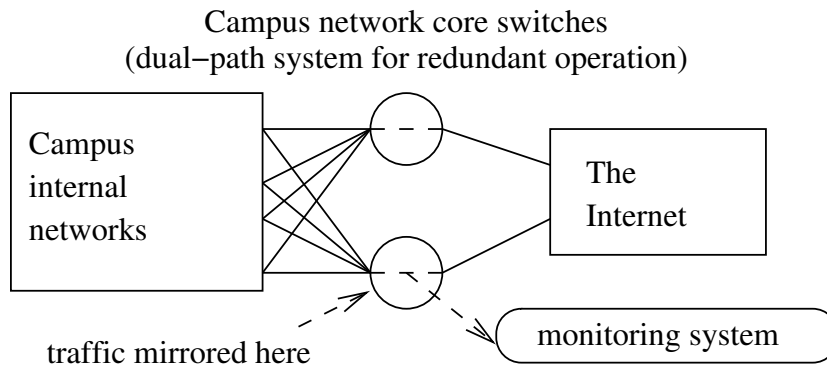 Campus network core switches
(dual−path system for redundant operation)
Campus
internal
networks
The
Internet
traffic mirrored here
monitoring system